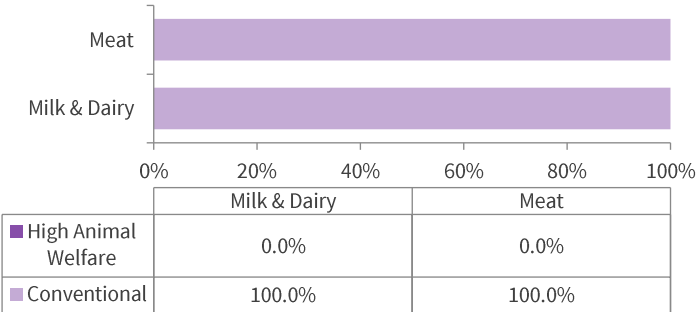 Meat
Milk & Dairy
0% 20% 40% 60% 80% 100%
Milk & Dairy Meat
High Animal
Welfare 0.0% 0.0%
Conventional 100.0% 100.0%